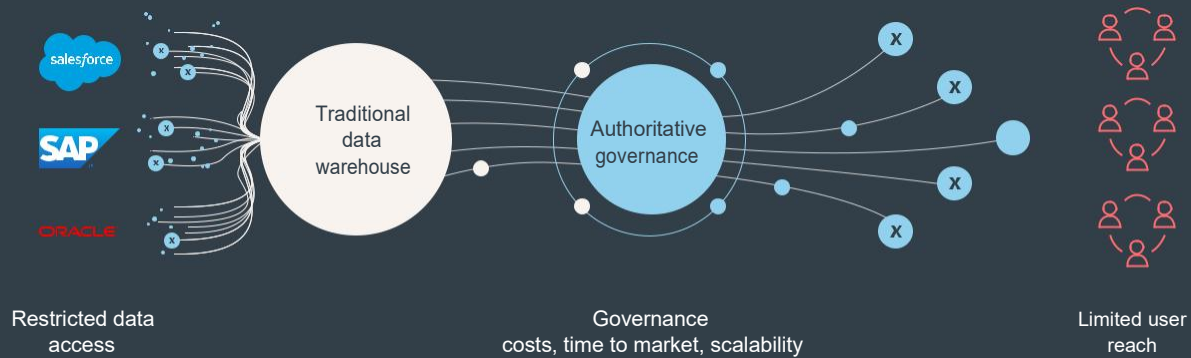 salesforce
x
x
SAP
x
x
ORACLE
x
Traditional
data
warehouse
Authoritative
governance
x
x
x
x
Restricted data
access
Governance
costs, time to market, scalability
Limited user
reach